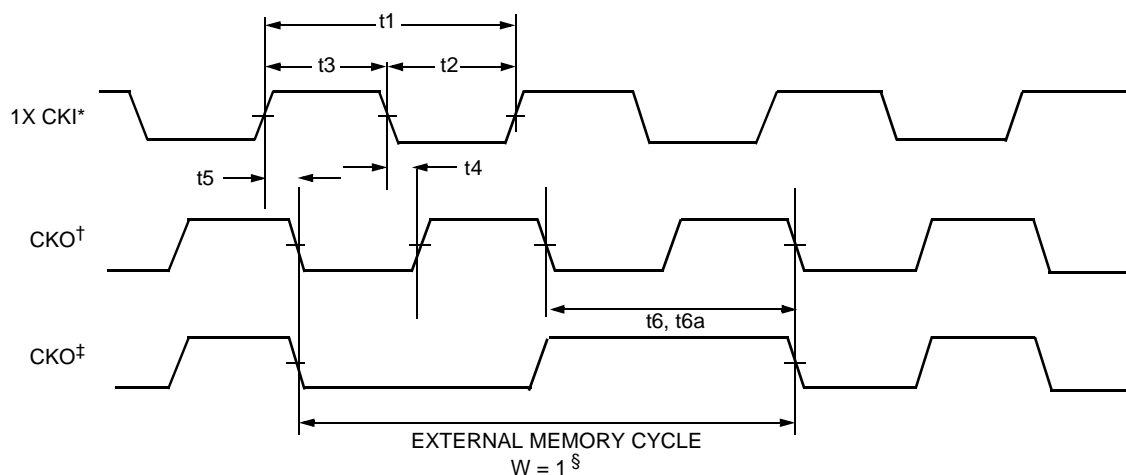 t1
t3
t2
1X CKI*
t5
t4
CKO†
t6, t6a
CKO‡
EXTERNAL MEMORY CYCLE
W = 1 §